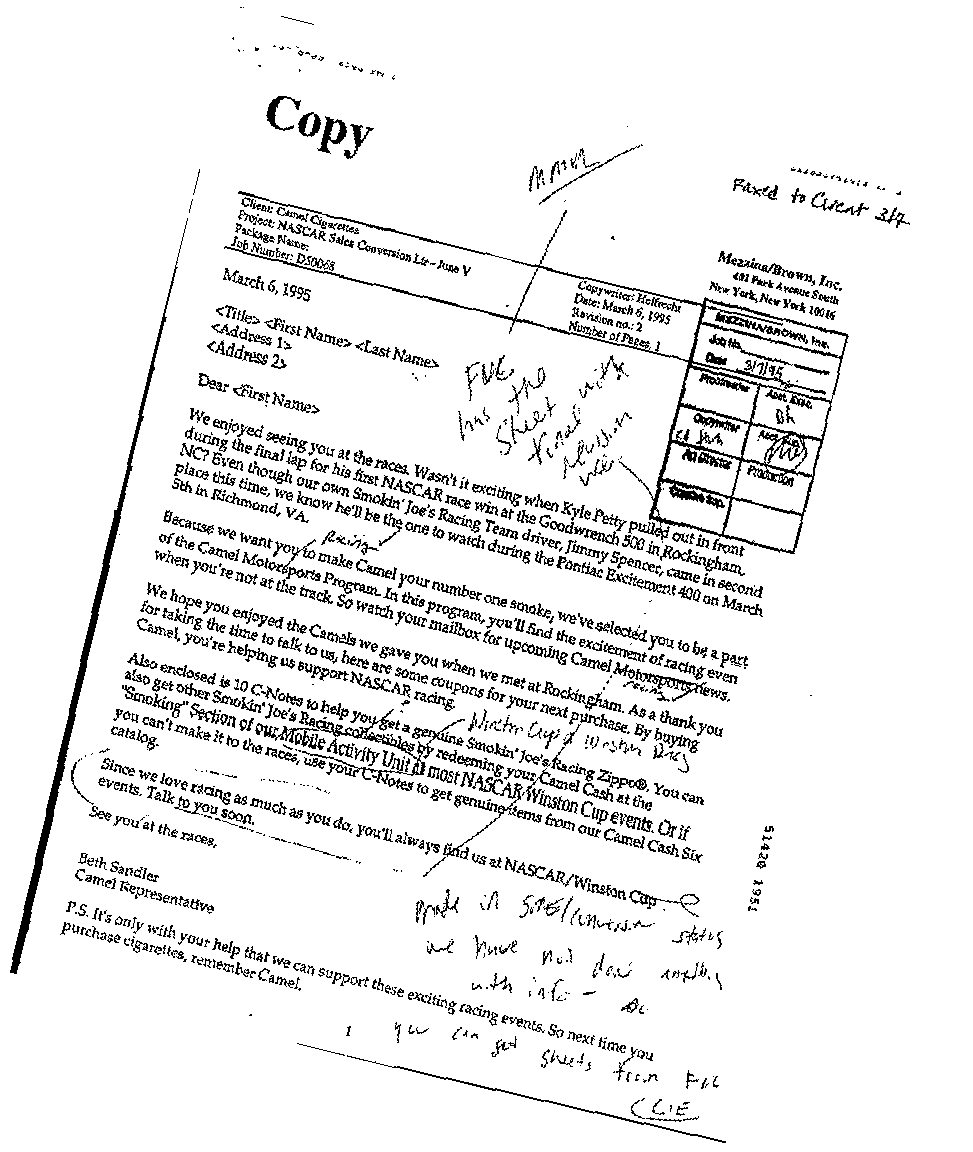 Copy
Faxed to Client 3/7
Client: Camel Cigarettes
Project: NASCAR Sales Conversion Ltr - June V
Package Name:
Job Number: D50068
Copywriter: Helfrecht
Date: March 6, 1995
Revision no.: 2
Number of Pages, 1
Mezzina/Brown, Inc.
401 Park Avenue South
New York, New York 10016
MEZZINA/BROWN, Inc.
Job No.
Date 3/7/95
Proofreader
Acct. Exec.
Copywriter
Acct. Sup.
Art Director
Production
Creative Sup.
March 6, 1995
<Title> <First Name> <Last Name>
<Address 1>
<Address 2>
Dear <First Name>
has the
sheet with
final
revision
We enjoyed seeing you at the races. Wasn't it exciting when Kyle Petty pulled out in front
during the final lap for his first NASCAR race win at the Goodwrench 500 in Rockingham,
NC? Even though our own Smokin' Joe's Racing Team driver, Jimmy Spencer, came in second
place this time, we know he'll be the one to watch during the Pontiac Excitement 400 on March
5th in Richmond, VA.
Racing
Because we want you to make Camel your number one smoke, we've selected you to be a part
of the Camel Motorsports Program. In this program, you'll find the excitement of racing even
when you're not at the track. So watch your mailbox for upcoming Camel Motorsports news.
racing
We hope you enjoyed the Camels we gave you when we met at Rockingham. As a thank you
for taking the time to talk to us, here are some coupons for your next purchase. By buying
Camel, you're helping us support NASCAR racing.
Winston Cup & Winston Drag
Also enclosed is 10 C-Notes to help you get a genuine Smokin' Joe's Racing Zippo®. You can
also get other Smokin' Joe's Racing collectibles by redeeming your Camel Cash at the
"Smoking" Section of our Mobile Activity Unit at most NASCAR/Winston Cup events. Or if
you can't make it to the races, use your C-Notes to get genuine items from our Camel Cash Six
catalog.
Since we love racing as much as you do, you'll always find us at NASCAR/Winston Cup
events. Talk to you soon.
See you at the races,
Beth Sandler
Camel Representative
made in
status
we have not done anything
with info -
P.S. It's only with your help that we can support these exciting racing events. So next time you
purchase cigarettes, remember Camel.
1
you can get sheets from
51420 1951